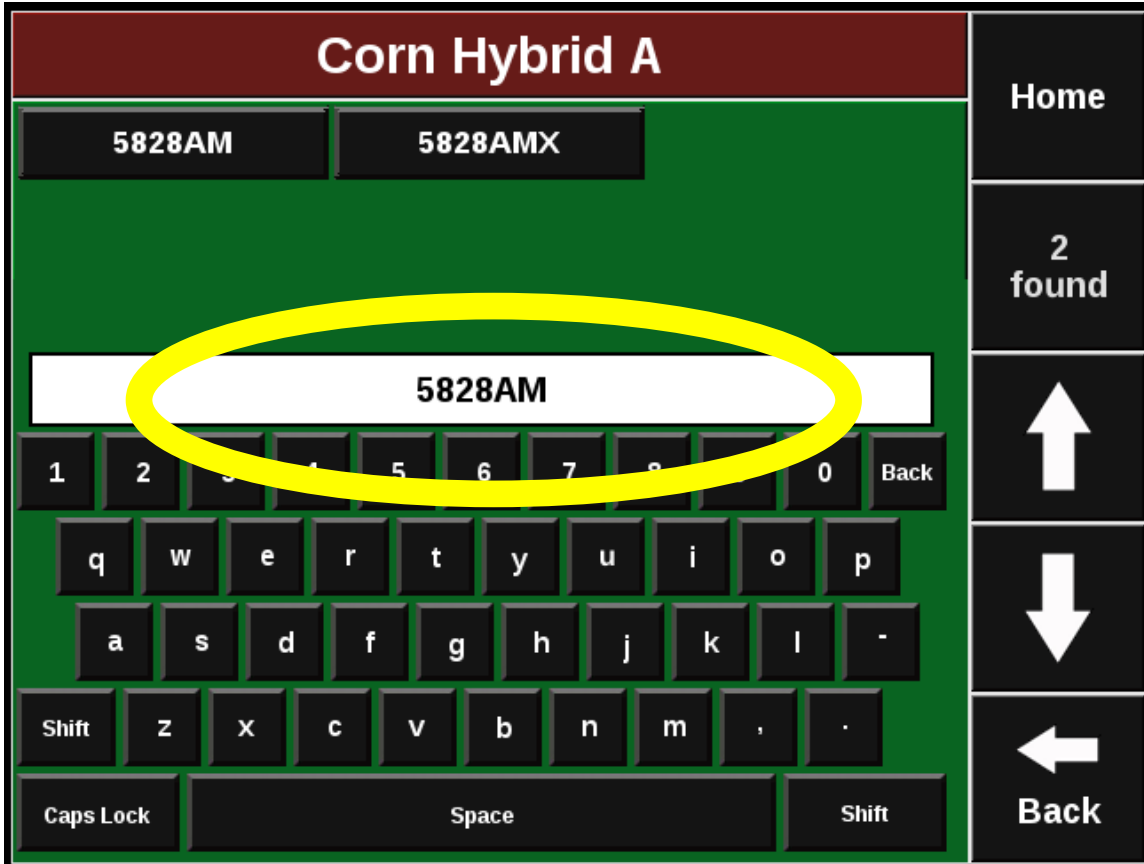 Corn Hybrid A
Home
5828AM 5828AMX
2
found
5828AM
1 2 5 6 7 0 Back
q w e r t y u i o p
a s d f g h j k l -
Shift z x c v b n m , .
Caps Lock Space Shift
Back